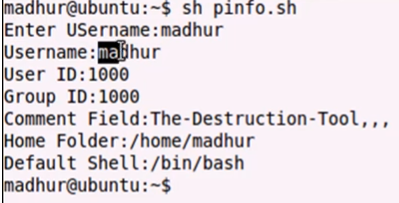 madhur@ubuntu:~$ sh pinfo.sh
Enter USername:madhur
Username:madhur
User ID:1000
Group ID:1000
Comment Field:The-Destruction-Tool,,,
Home Folder:/home/madhur
Default Shell:/bin/bash
madhur@ubuntu:~$